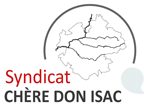 Syndicat
CHÈRE DON ISAC